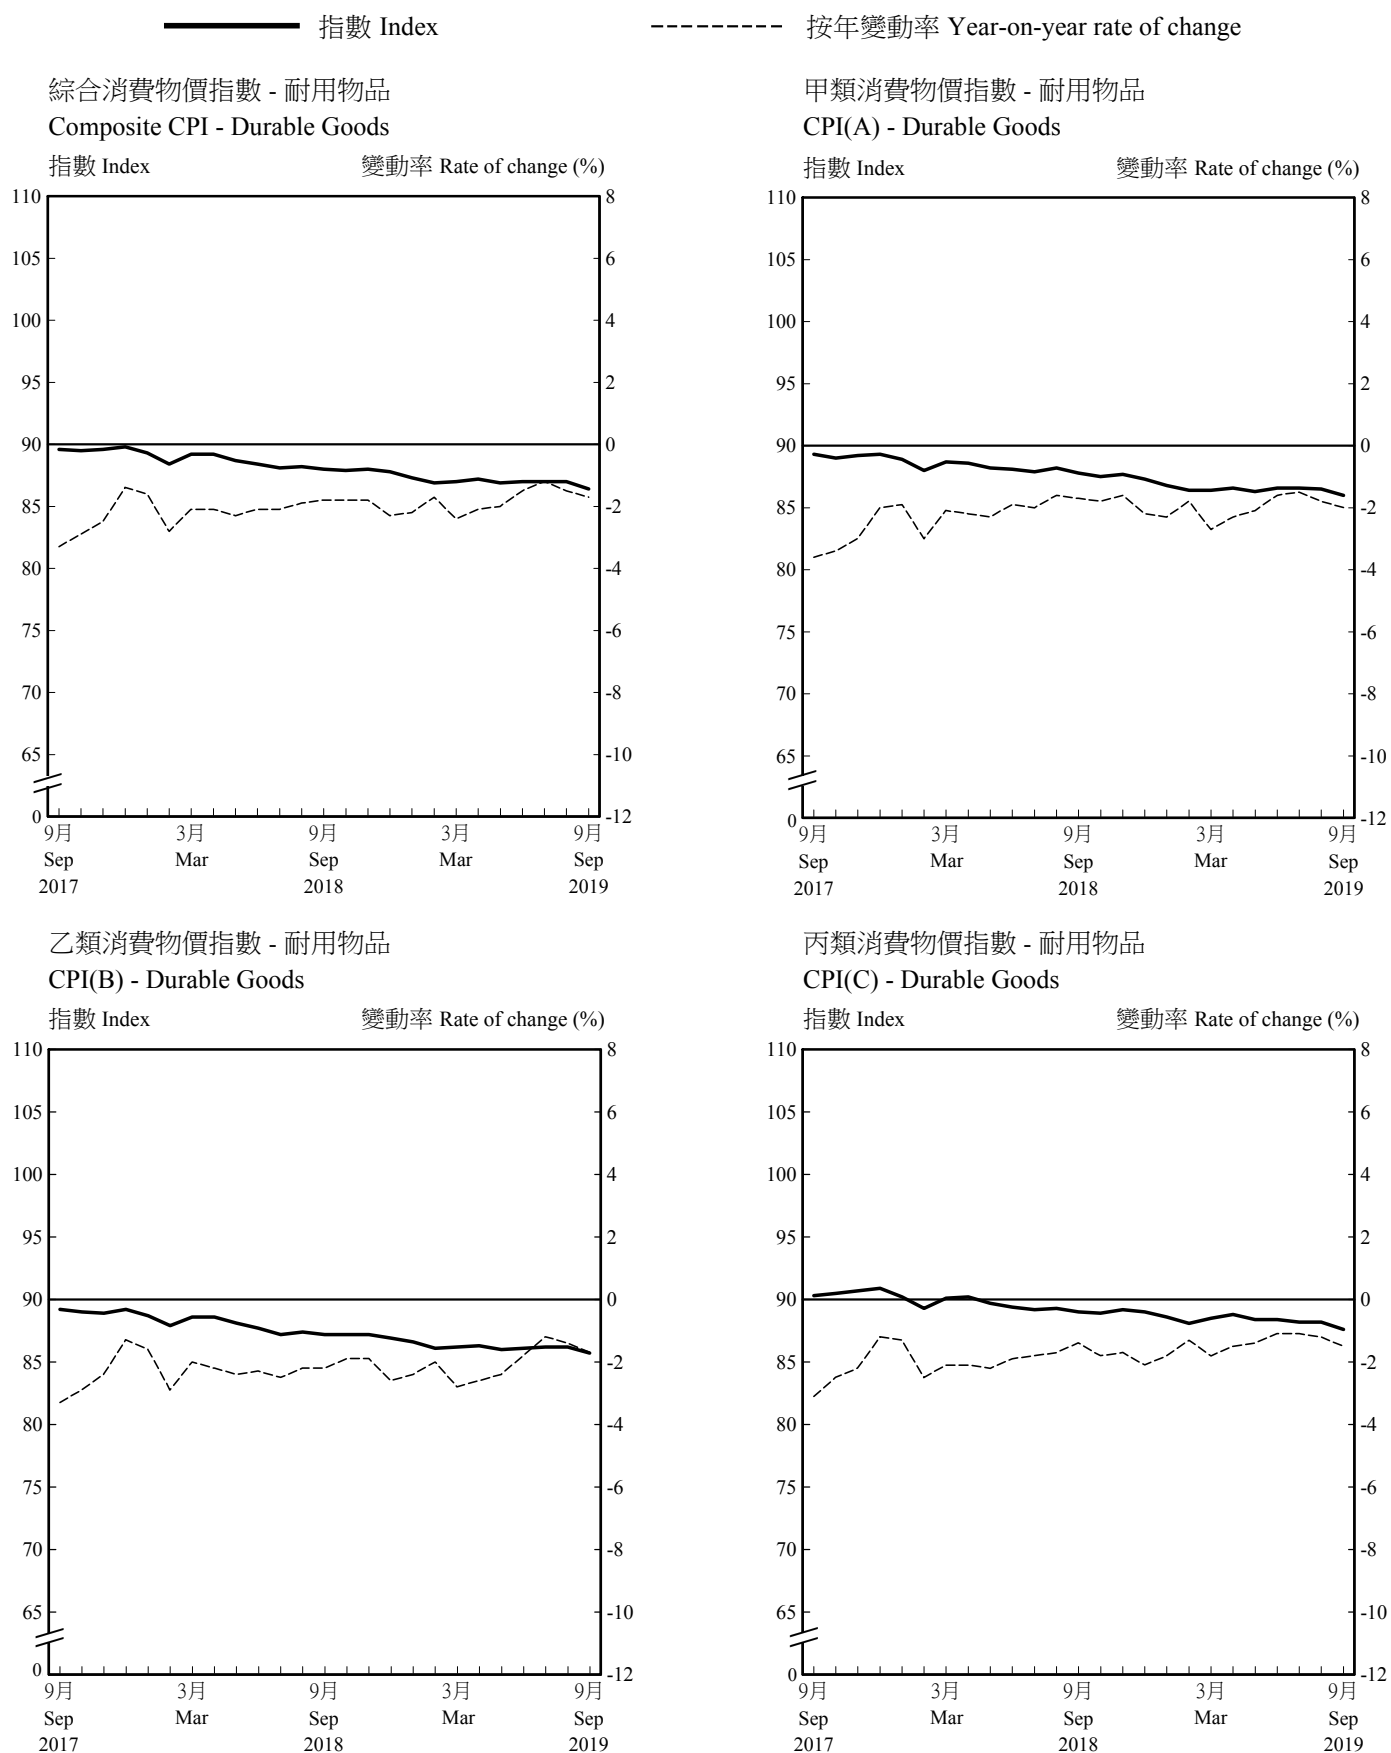 指數 Index
按年變動率 Year-on-year rate of change
綜合消費物價指數 - 耐用物品
Composite CPI - Durable Goods
指數 Index 變動率 Rate of change (%)
110 8
105 6
100 4
95 2
90 0
85 -2
80 -4
75 -6
70 -8
65 -10
0 -12
9月 3月 9月 3月 9月
Sep Mar Sep Mar Sep
2017 2018 2019
甲類消費物價指數 - 耐用物品
CPI(A) - Durable Goods
指數 Index 變動率 Rate of change (%)
110 8
105 6
100 4
95 2
90 0
85 -2
80 -4
75 -6
70 -8
65 -10
0 -12
9月 3月 9月 3月 9月
Sep Mar Sep Mar Sep
2017 2018 2019
乙類消費物價指數 - 耐用物品
CPI(B) - Durable Goods
指數 Index 變動率 Rate of change (%)
110 8
105 6
100 4
95 2
90 0
85 -2
80 -4
75 -6
70 -8
65 -10
0 -12
9月 3月 9月 3月 9月
Sep Mar Sep Mar Sep
2017 2018 2019
丙類消費物價指數 - 耐用物品
CPI(C) - Durable Goods
指數 Index 變動率 Rate of change (%)
110 8
105 6
100 4
95 2
90 0
85 -2
80 -4
75 -6
70 -8
65 -10
0 -12
9月 3月 9月 3月 9月
Sep Mar Sep Mar Sep
2017 2018 2019